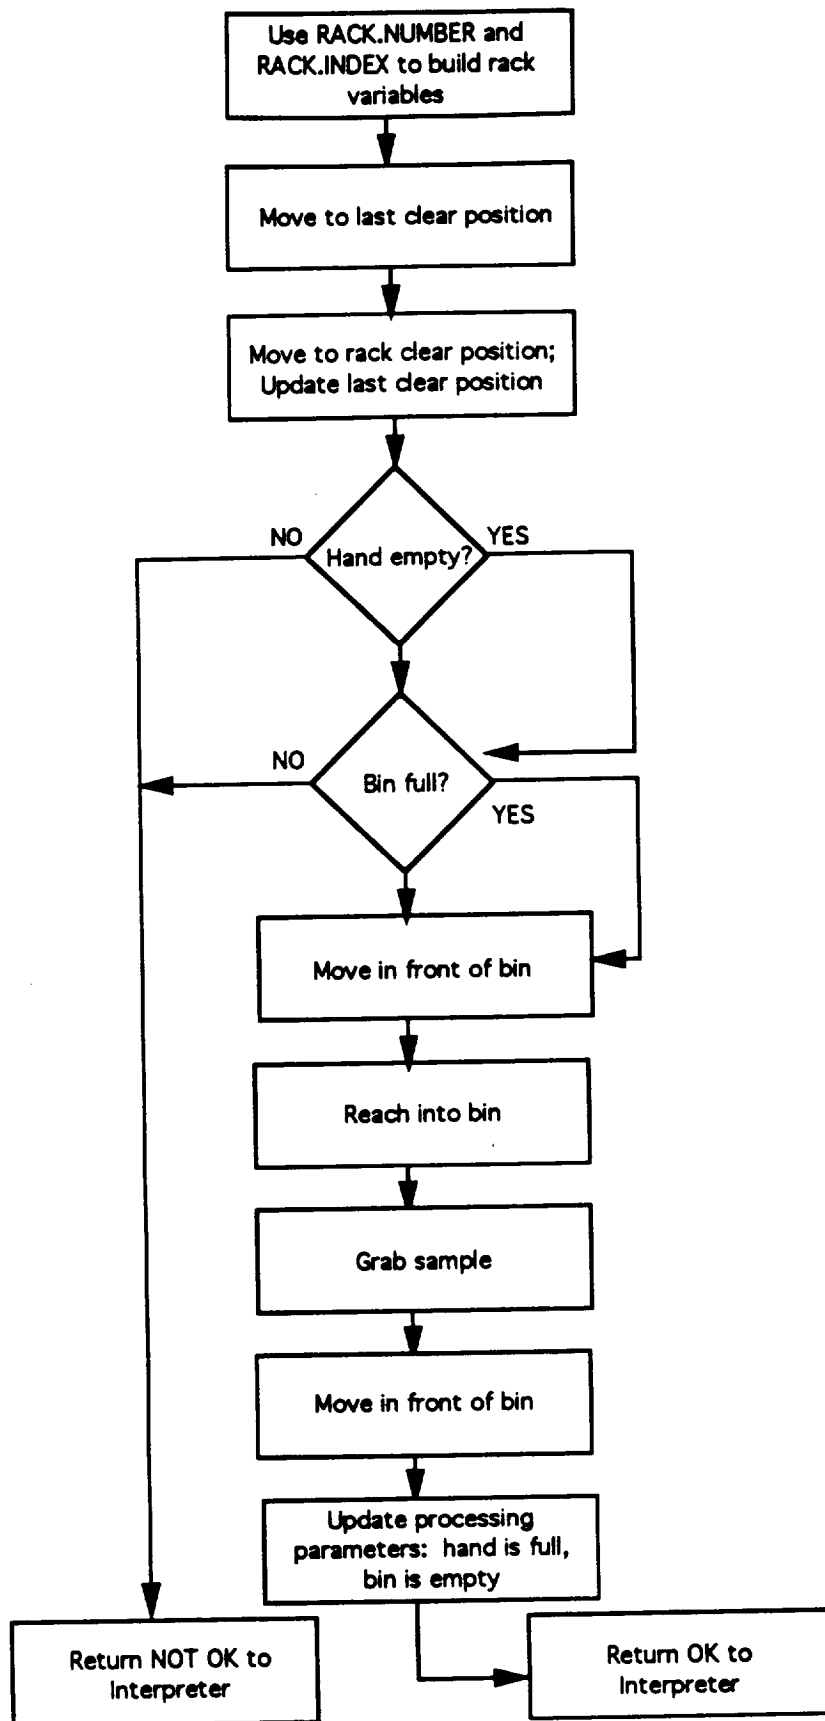 Use RACK.NUMBER and
RACK.INDEX to build rack
variables
Move to last clear position
Move to rack clear position;
Update last clear position
NO
YES
Hand empty?
NO
Bin full?
YES
Move in front of bin
Reach into bin
Grab sample
Move in front of bin
Update processing
parameters: hand is full,
bin is empty
Return NOT OK to
Interpreter
Return OK to
Interpreter